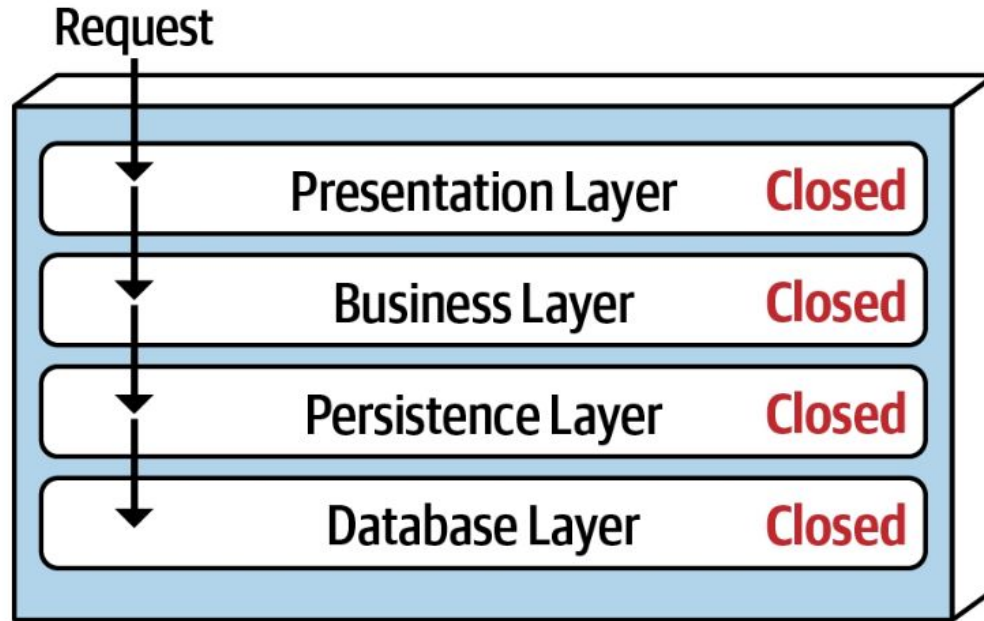 Request
Presentation Layer Closed
Business Layer Closed
Persistence Layer Closed
Database Layer Closed